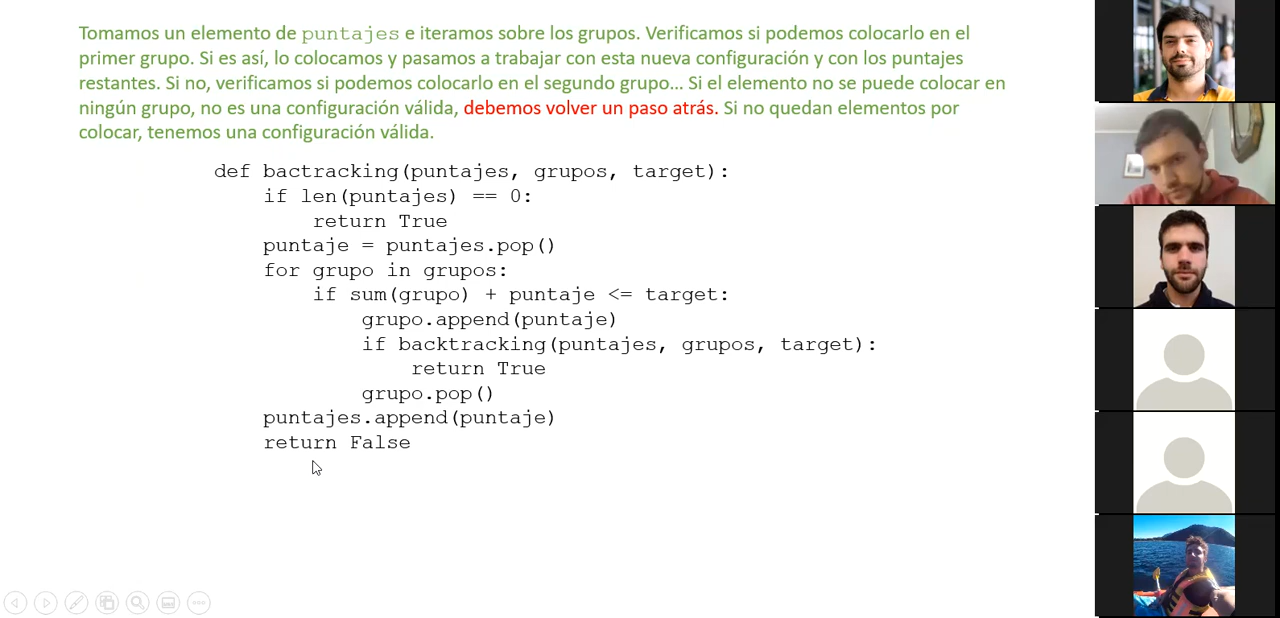 Tomamos un elemento de puntajes e iteramos sobre los grupos. Verificamos si podemos colocarlo en el
primer grupo. Si es así, lo colocamos y pasamos a trabajar con esta nueva configuración y con los puntajes
restantes. Si no, verificamos si podemos colocarlo en el segundo grupo... Si el elemento no se puede colocar en
ningún grupo, no es una configuración válida, debemos volver un paso atrás. Si no quedan elementos por
colocar, tenemos una configuración válida.
def bactracking(puntajes, grupos, target):
    if len(puntajes) == 0:
        return True
    puntaje = puntajes.pop()
    for grupo in grupos:
        if sum(grupo) + puntaje <= target:
            grupo.append(puntaje)
            if backtracking(puntajes, grupos, target):
                return True
            grupo.pop()
    puntajes.append(puntaje)
    return False